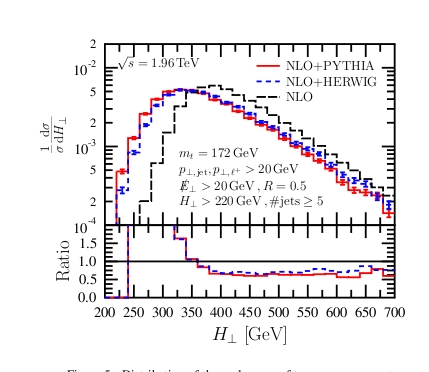 2
10⁻²
5
2
10⁻³
5
2
10⁻⁴
1/σ dσ/dH⊥
√s = 1.96 TeV
NLO+PYTHIA
NLO+HERWIG
NLO
m_t = 172 GeV
p⊥,jet, p⊥,ℓ+ > 20 GeV
E̸⊥ > 20 GeV , R = 0.5
H⊥ > 220 GeV , #jets ≥ 5
Ratio
1.5
1.0
0.5
0.0
200 250 300 350 400 450 500 550 600 650 700
H⊥ [GeV]